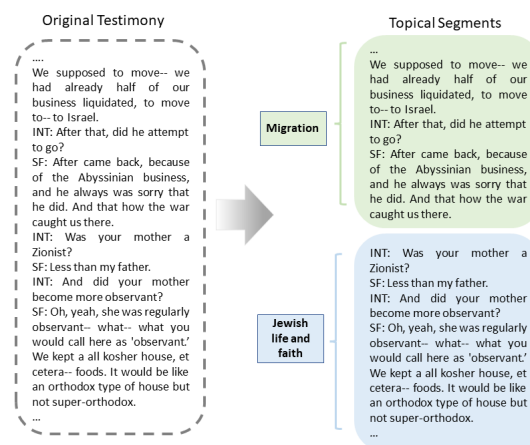 Original Testimony
....
We supposed to move-- we
had already half of our
business liquidated, to move
to-- to Israel.
INT: After that, did he attempt
to go?
SF: After came back, because
of the Abyssinian business,
and he always was sorry that
he did. And that how the war
caught us there.
INT: Was your mother a
Zionist?
SF: Less than my father.
INT: And did your mother
become more observant?
SF: Oh, yeah, she was regularly
observant-- what-- what you
would call here as 'observant.’
We kept a all kosher house, et
cetera-- foods. It would be like
an orthodox type of house but
not super-orthodox.
...
Migration
Jewish
life and
faith
Topical Segments
...
We supposed to move-- we
had already half of our
business liquidated, to move
to-- to Israel.
INT: After that, did he attempt
to go?
SF: After came back, because
of the Abyssinian business,
and he always was sorry that
he did. And that how the war
caught us there.
INT: Was your mother a
Zionist?
SF: Less than my father.
INT: And did your mother
become more observant?
SF: Oh, yeah, she was regularly
observant-- what-- what you
would call here as 'observant.’
We kept a all kosher house, et
cetera-- foods. It would be like
an orthodox type of house but
not super-orthodox.
...